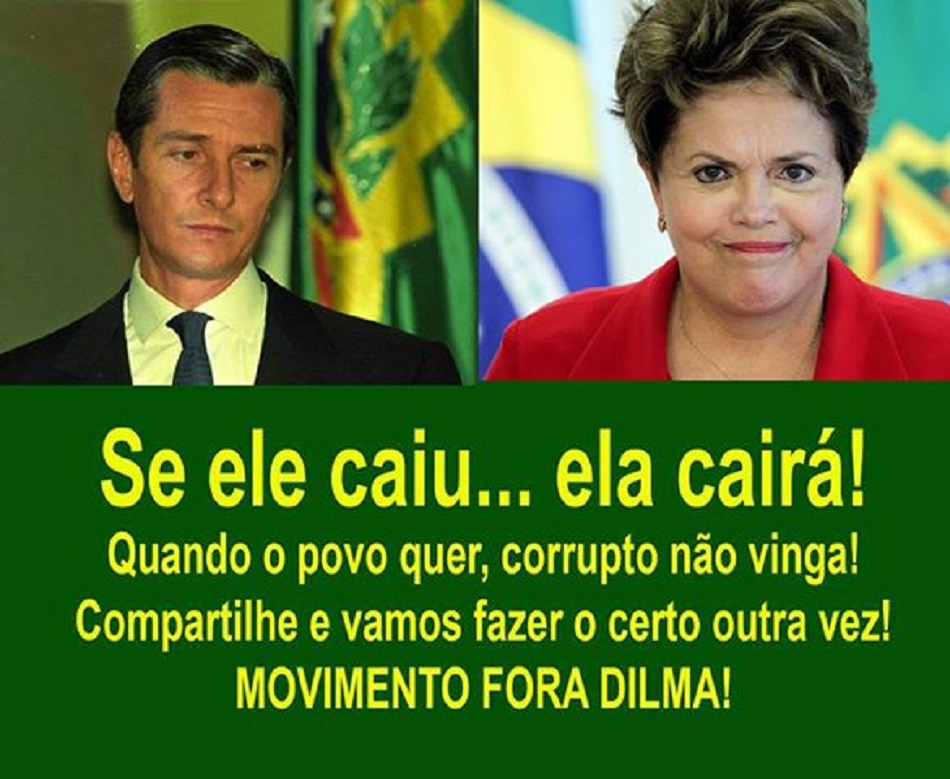 Se ele caiu... ela cairá!
Quando o povo quer, corrupto não vinga!
Compartilhe e vamos fazer o certo outra vez!
MOVIMENTO FORA DILMA!